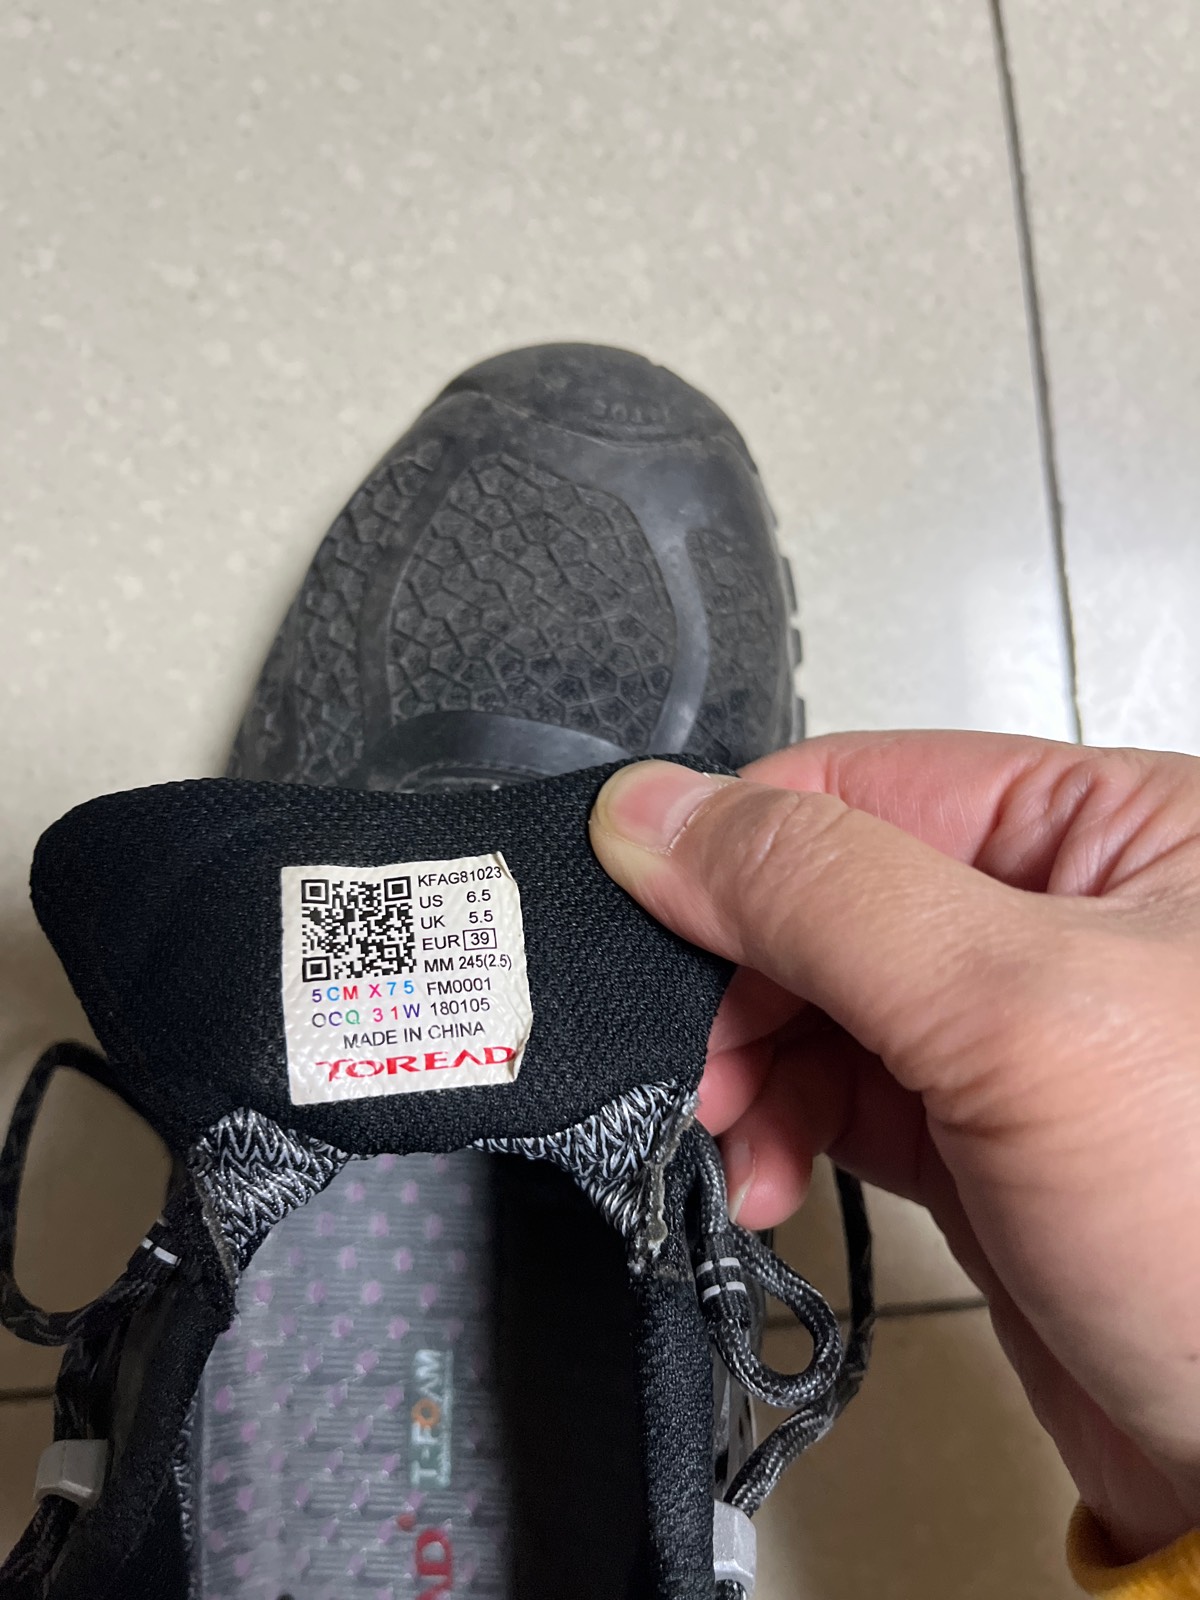 KFAG81023
US 6.5
UK 5.5
EUR 39
MM 245(2.5)
5CM X75 FM0001
OCQ 31W 180105
MADE IN CHINA
TOREAD
T-FOAM
AD